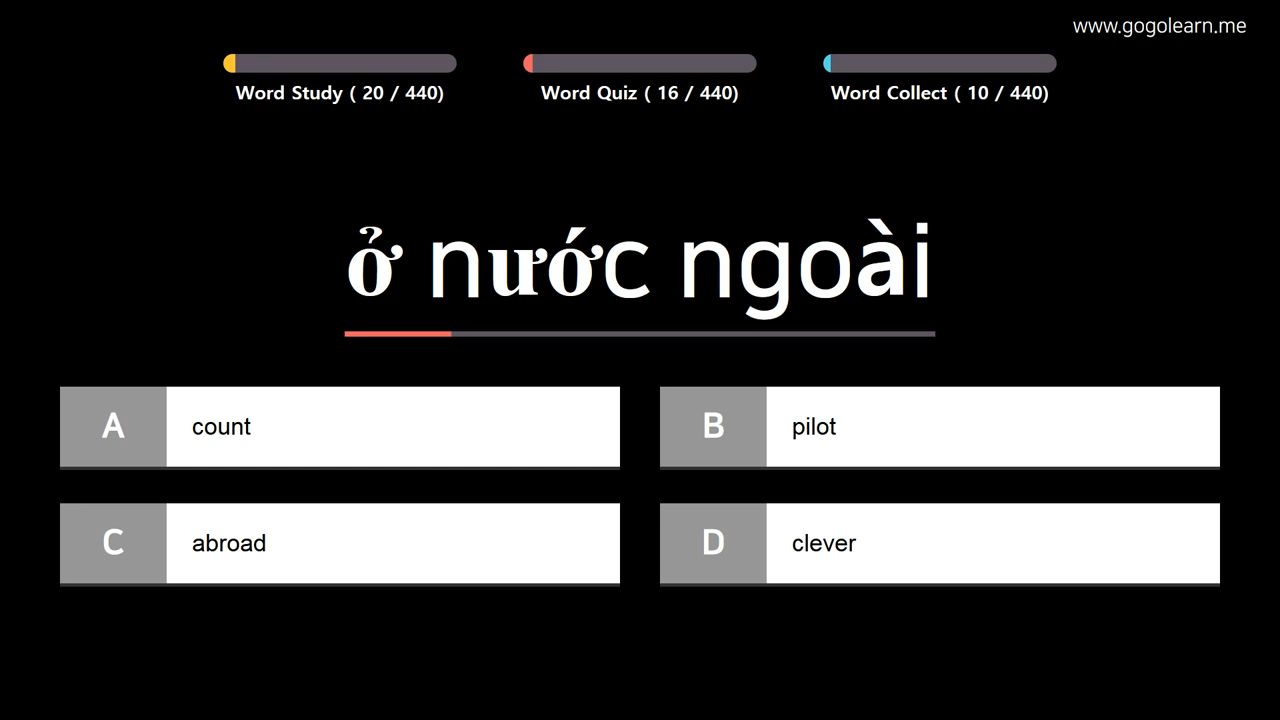 www.gogolearn.me
Word Study ( 20 / 440)
Word Quiz ( 16 / 440)
Word Collect ( 10 / 440)
ở nước ngoài
A count
B pilot
C abroad
D clever